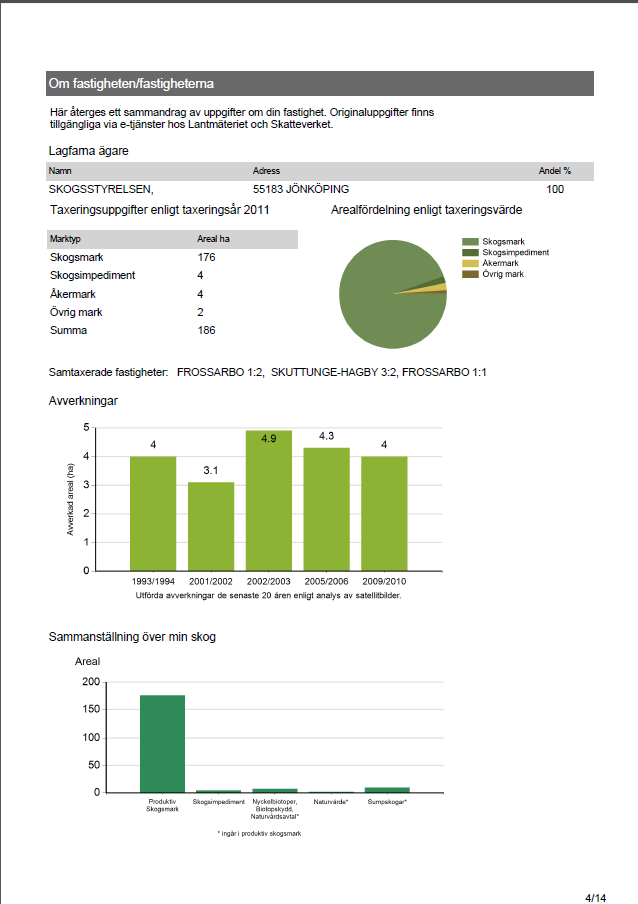 Om fastigheten/fastigheterna
Här återges ett sammandrag av uppgifter om din fastighet. Originaluppgifter finns
tillgängliga via e-tjänster hos Lantmäteriet och Skatteverket.
Lagfarna ägare
Namn Adress Andel %
SKOGSSTYRELSEN, 55183 JÖNKÖPING 100
Taxeringsuppgifter enligt taxeringsår 2011
Marktyp Areal ha
Skogsmark 176
Skogsimpediment 4
Åkermark 4
Övrig mark 2
Summa 186
Arealfördelning enligt taxeringsvärde
Skogsmark
Skogsimpediment
Åkermark
Övrig mark
Samtaxerade fastigheter: FROSSARBO 1:2, SKUTTUNGE-HAGBY 3:2, FROSSARBO 1:1
Avverkningar
Avverkad areal (ha)
5
4
3
2
1
0
4 3.1 4.9 4.3 4
1993/1994 2001/2002 2002/2003 2005/2006 2009/2010
Utförda avverkningar de senaste 20 åren enligt analys av satellitbilder.
Sammanställning över min skog
Areal
200
150
100
50
0
Produktiv
Skogsmark
Skogsimpediment
Nyckelbiotoper,
Biotopskydd,
Naturvårdsavtal*
Naturvärde*
Sumpskogar*
* ingår i produktiv skogsmark
4/14